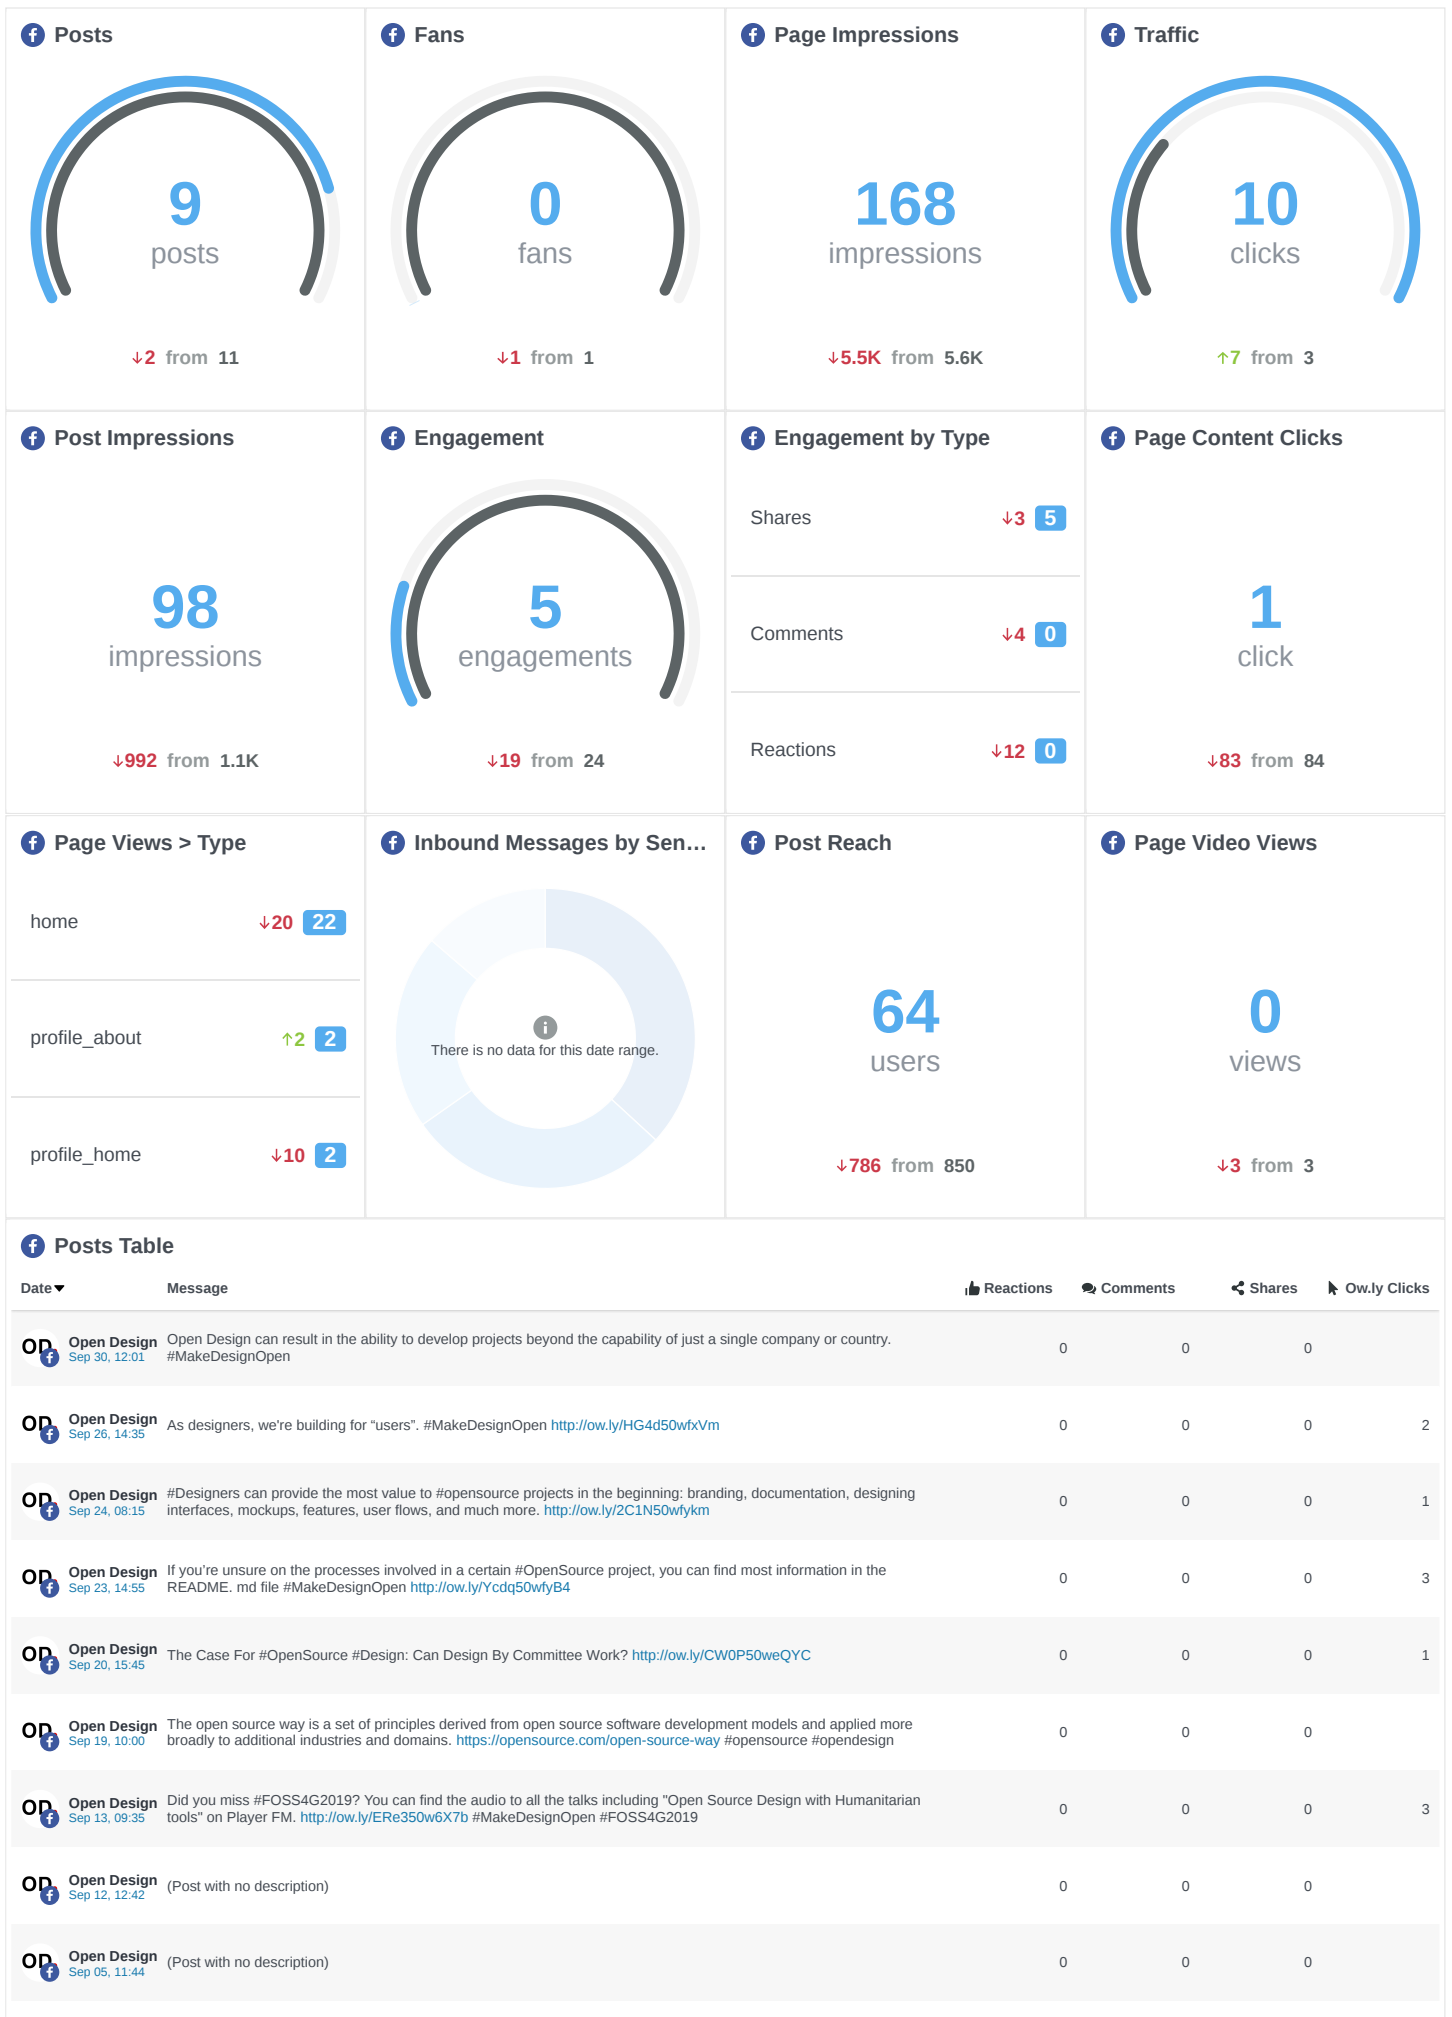 Posts
9
posts
↓2 from 11
Fans
0
fans
↓1 from 1
Page Impressions
168
impressions
↓5.5K from 5.6K
Traffic
10
clicks
↑7 from 3
Post Impressions
98
impressions
↓992 from 1.1K
Engagement
5
engagements
↓19 from 24
Engagement by Type
Shares ↓3 5
Comments ↓4 0
Reactions ↓12 0
Page Content Clicks
1
click
↓83 from 84
Page Views > Type
home ↓20 22
profile_about ↑2 2
profile_home ↓10 2
Inbound Messages by Sen…
There is no data for this date range.
Post Reach
64
users
↓786 from 850
Page Video Views
0
views
↓3 from 3
Posts Table
Date Message Reactions Comments Shares Ow.ly Clicks
OD. Open Design
Sep 30, 12:01
Open Design can result in the ability to develop projects beyond the capability of just a single company or country.
#MakeDesignOpen
0 0 0
OD. Open Design
Sep 26, 14:35
As designers, we're building for “users”. #MakeDesignOpen http://ow.ly/HG4d50wfxVm
0 0 0 2
OD. Open Design
Sep 24, 08:15
#Designers can provide the most value to #opensource projects in the beginning: branding, documentation, designing
interfaces, mockups, features, user flows, and much more. http://ow.ly/2C1N50wfykm
0 0 0 1
OD. Open Design
Sep 23, 14:55
If you’re unsure on the processes involved in a certain #OpenSource project, you can find most information in the
README. md file #MakeDesignOpen http://ow.ly/Ycdq50wfyB4
0 0 0 3
OD. Open Design
Sep 20, 15:45
The Case For #OpenSource #Design: Can Design By Committee Work? http://ow.ly/CW0P50weQYC
0 0 0 1
OD. Open Design
Sep 19, 10:00
The open source way is a set of principles derived from open source software development models and applied more
broadly to additional industries and domains. https://opensource.com/open-source-way #opensource #opendesign
0 0 0
OD. Open Design
Sep 13, 09:35
Did you miss #FOSS4G2019? You can find the audio to all the talks including "Open Source Design with Humanitarian
tools" on Player FM. http://ow.ly/ERe350w6X7b #MakeDesignOpen #FOSS4G2019
0 0 0 3
OD. Open Design
Sep 12, 12:42
(Post with no description)
0 0 0
OD. Open Design
Sep 05, 11:44
(Post with no description)
0 0 0